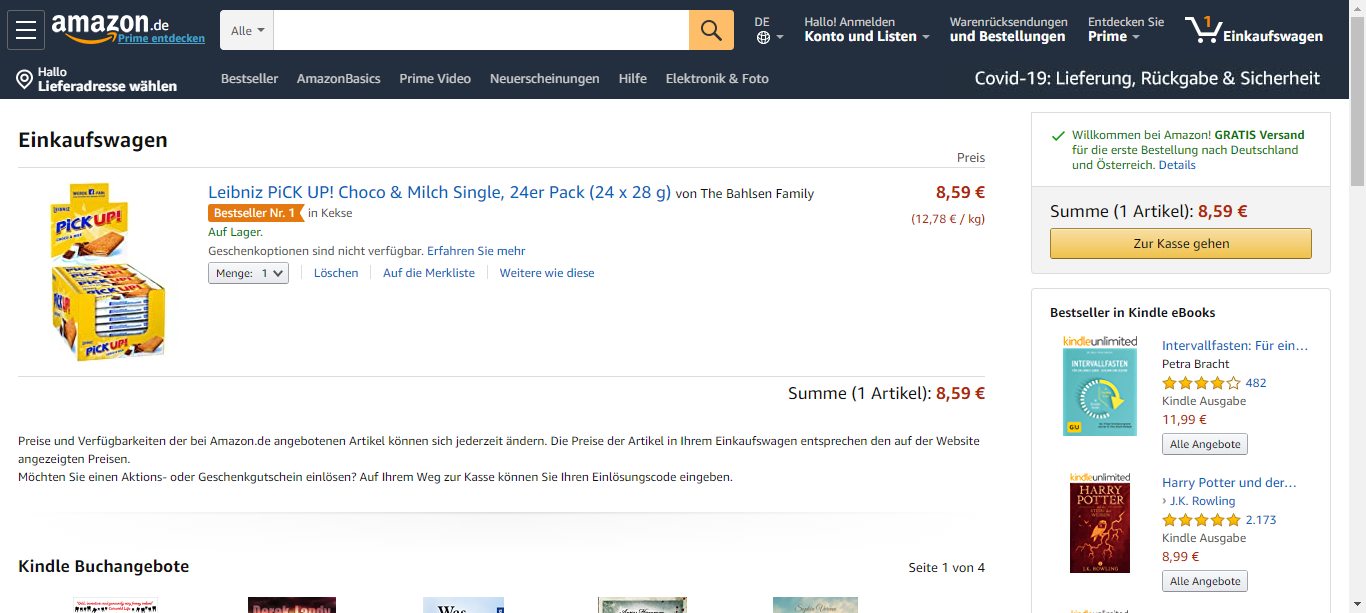 amazon.de
Prime entdecken
Alle
DE
Hallo! Anmelden
Konto und Listen
Warenrücksendungen
und Bestellungen
Entdecken Sie
Prime
1
Einkaufswagen
Hallo
Lieferadresse wählen
Bestseller
AmazonBasics
Prime Video
Neuerscheinungen
Hilfe
Elektronik & Foto
Covid-19: Lieferung, Rückgabe & Sicherheit
Einkaufswagen
Preis
PiCK UP!
PiCK UP!
Leibniz PiCK UP! Choco & Milch Single, 24er Pack (24 x 28 g) von The Bahlsen Family
8,59 €
Bestseller Nr. 1 in Kekse
(12,78 € / kg)
Auf Lager.
Geschenkoptionen sind nicht verfügbar. Erfahren Sie mehr
Menge: 1
Löschen
Auf die Merkliste
Weitere wie diese
Summe (1 Artikel): 8,59 €
Preise und Verfügbarkeiten der bei Amazon.de angebotenen Artikel können sich jederzeit ändern. Die Preise der Artikel in Ihrem Einkaufswagen entsprechen den auf der Website
angezeigten Preisen.
Möchten Sie einen Aktions- oder Geschenkgutschein einlösen? Auf Ihrem Weg zur Kasse können Sie Ihren Einlösungscode eingeben.
Kindle Buchangebote
Seite 1 von 4
Willkommen bei Amazon! GRATIS Versand
für die erste Bestellung nach Deutschland
und Österreich. Details
Summe (1 Artikel): 8,59 €
Zur Kasse gehen
Bestseller in Kindle eBooks
kindleunlimited
INTERVALLFASTEN
GU
Intervallfasten: Für ein…
Petra Bracht
482
Kindle Ausgabe
11,99 €
Alle Angebote
kindleunlimited
HARRY
POTTER
J.K. ROWLING
Harry Potter und der…
› J.K. Rowling
2.173
Kindle Ausgabe
8,99 €
Alle Angebote